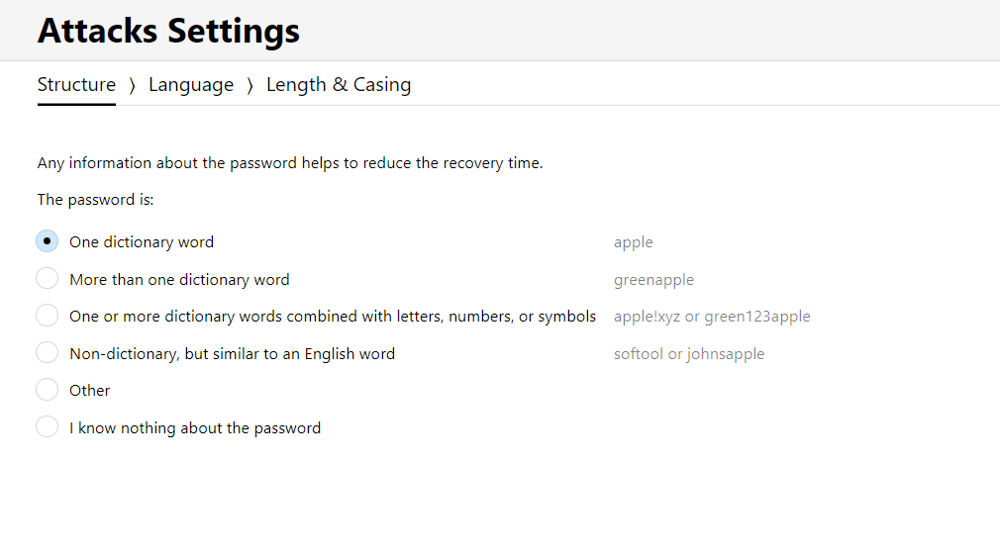 Attacks Settings
Structure 〉 Language 〉 Length & Casing
Any information about the password helps to reduce the recovery time.
The password is:
One dictionary word apple
More than one dictionary word greenapple
One or more dictionary words combined with letters, numbers, or symbols apple!xyz or green123apple
Non-dictionary, but similar to an English word softool or johnsapple
Other
I know nothing about the password